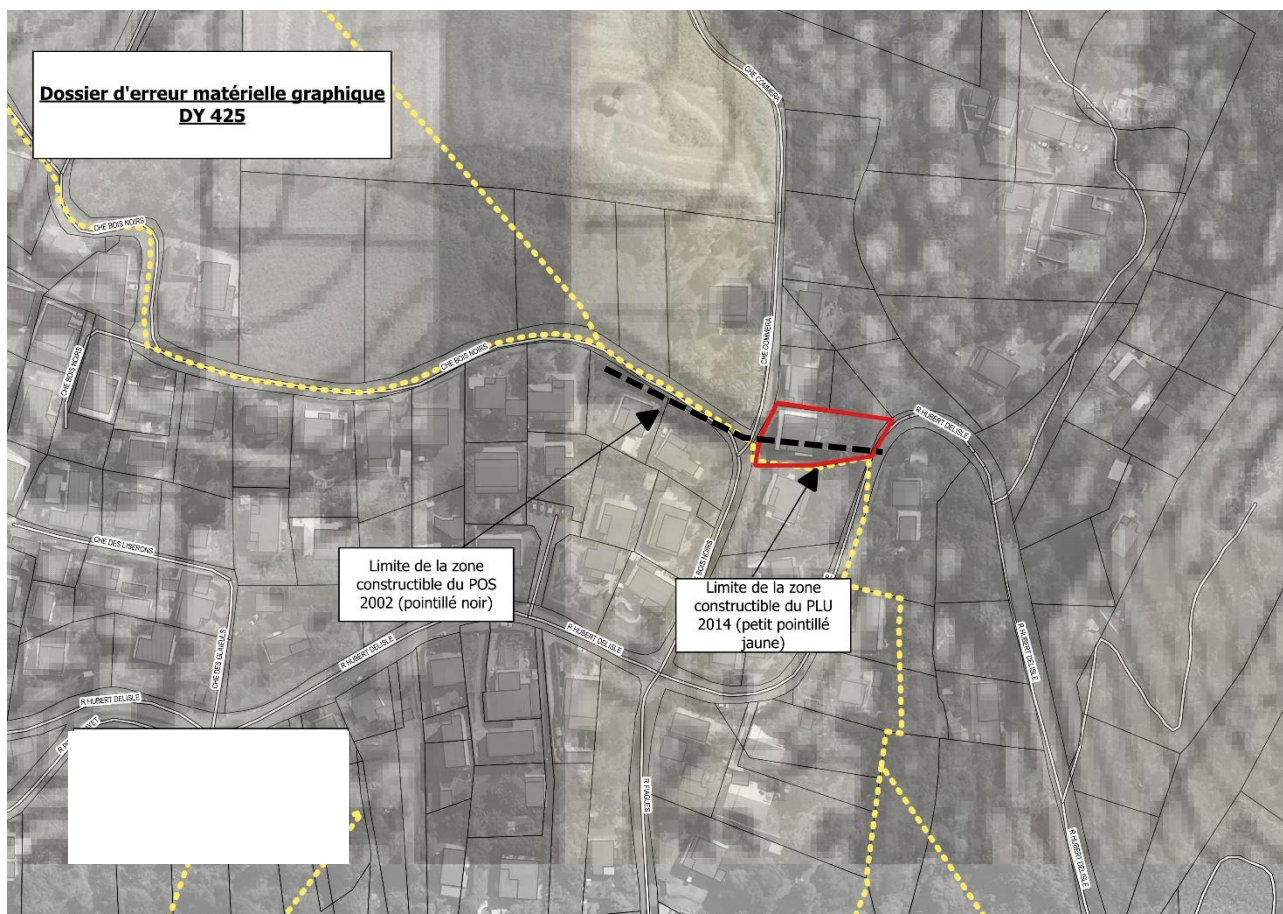 Dossier d'erreur matérielle graphique
DY 425
CHE COMMERA
CHE BOIS NOIRS
CHE COMMERA
CHE BOIS NOIRS
CHE BOIS NOIRS
R HUBERT DELISLE
CHE DES LISERONS
Limite de la zone
constructible du POS
2002 (pointillé noir)
BOIS NOIRS
Limite de la zone
constructible du PLU
2014 (petit pointillé
jaune)
CHE DES GLAIEULS
R HUBERT DELISLE
R HUBERT DELISLE
R HUBERT DELISLE
R HUBERT DELISLE
R FIAGUES
R HUBERT DELISLE